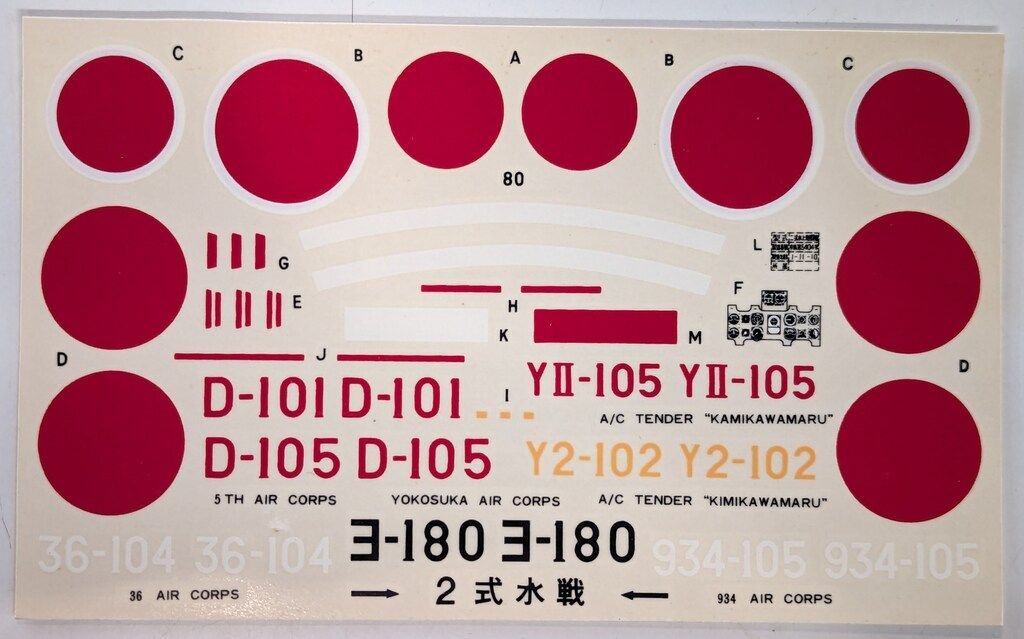 C B A B C
80
G L
E H F
D J K M D
D-101 D-101 I YII-105 YII-105
A/C TENDER "KAMIKAWAMARU"
D-105 D-105 Y2-102 Y2-102
5TH AIR CORPS YOKOSUKA AIR CORPS A/C TENDER "KIMIKAWAMARU"
36-104 36-104 ヨ-180 ヨ-180 934-105 934-105
36 AIR CORPS → 2式水戦 ← 934 AIR CORPS